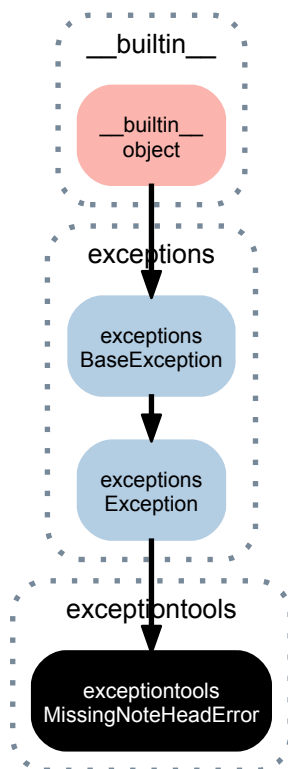 __builtin__
__builtin__
object
exceptions
exceptions
BaseException
exceptions
Exception
exceptiontools
exceptiontools
MissingNoteHeadError